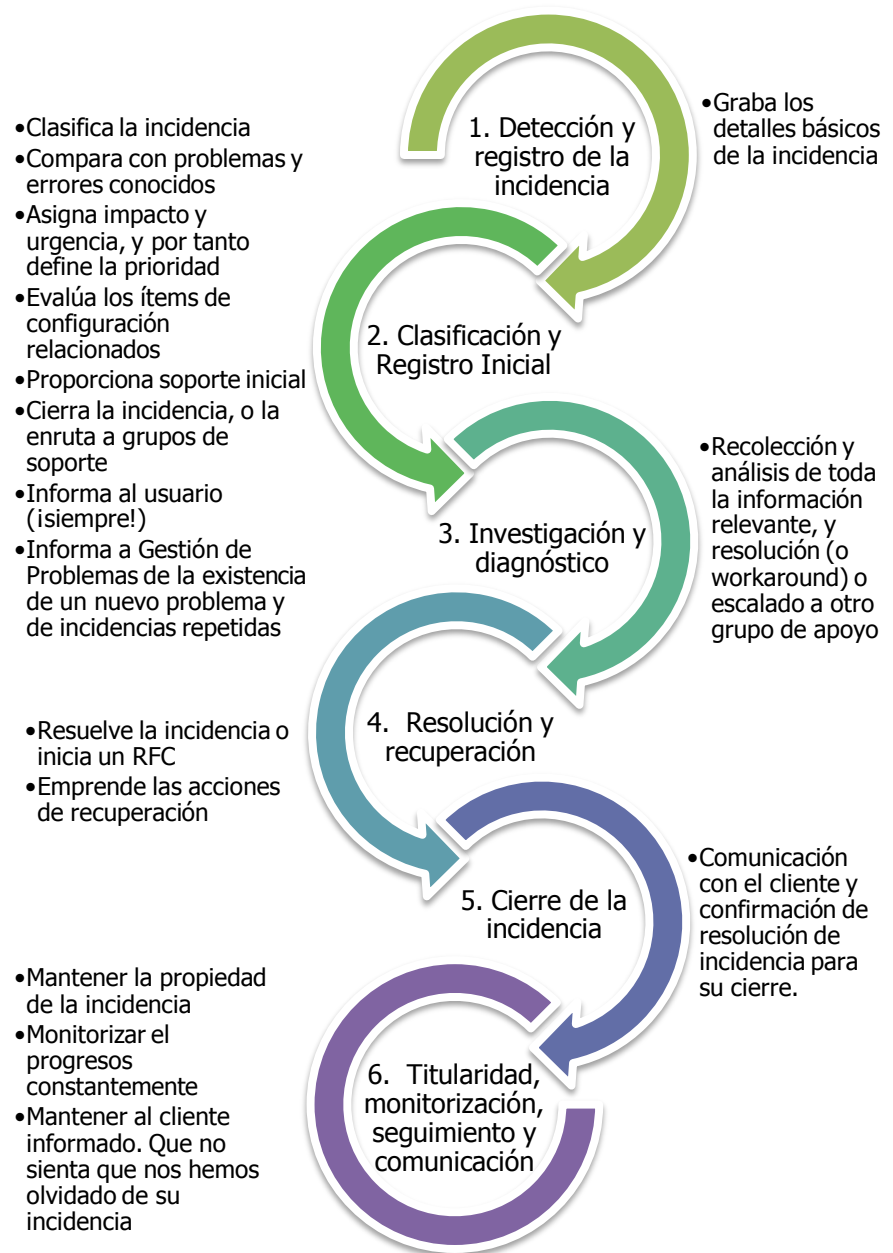 1. Detección y
registro de la
incidencia
•Graba los
detalles básicos
de la incidencia
•Clasifica la incidencia
•Compara con problemas y
errores conocidos
•Asigna impacto y
urgencia, y por tanto
define la prioridad
•Evalúa los ítems de
configuración
relacionados
•Proporciona soporte inicial
•Cierra la incidencia, o la
enruta a grupos de
soporte
•Informa al usuario
(¡siempre!)
•Informa a Gestión de
Problemas de la existencia
de un nuevo problema y
de incidencias repetidas
2. Clasificación y
Registro Inicial
3. Investigación y
diagnóstico
•Recolección y
análisis de toda
la información
relevante, y
resolución (o
workaround) o
escalado a otro
grupo de apoyo
•Resuelve la incidencia o
inicia un RFC
•Emprende las acciones
de recuperación
4. Resolución y
recuperación
5. Cierre de la
incidencia
•Comunicación
con el cliente y
confirmación de
resolución de
incidencia para
su cierre.
•Mantener la propiedad
de la incidencia
•Monitorizar el
progresos
constantemente
•Mantener al cliente
informado. Que no
sienta que nos hemos
olvidado de su
incidencia
6. Titularidad,
monitorización,
seguimiento y
comunicación